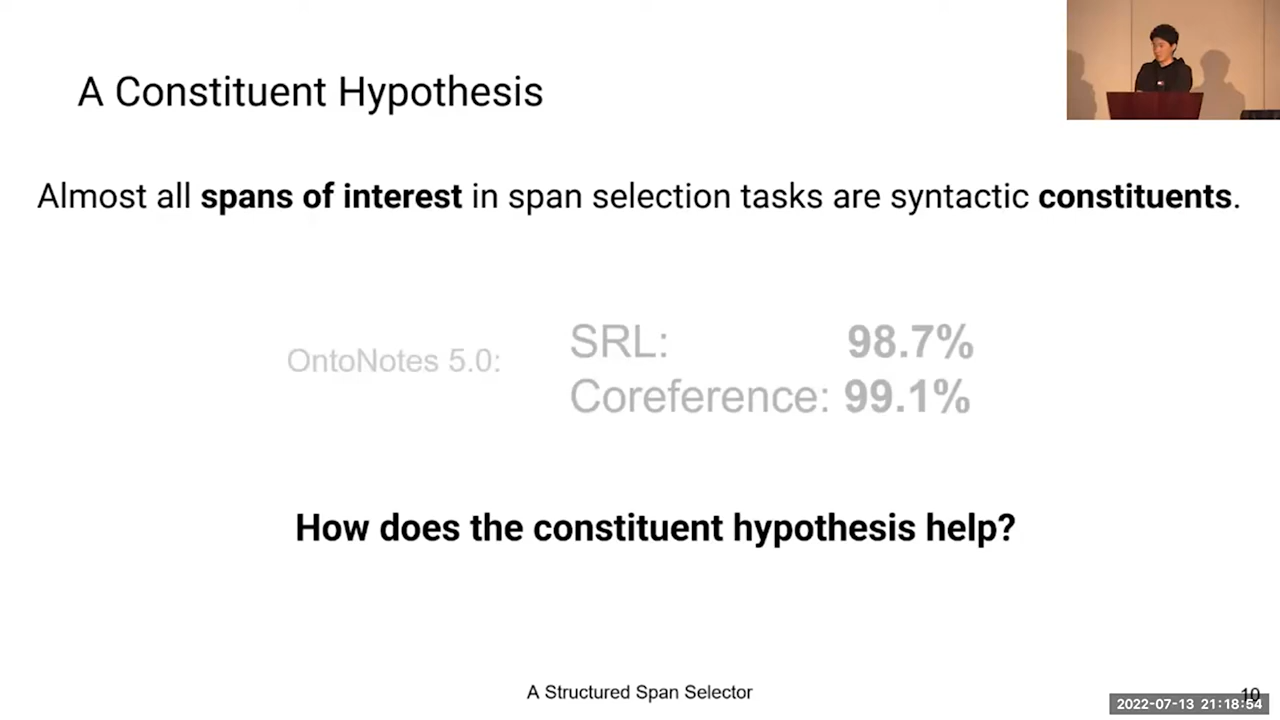 A Constituent Hypothesis
Almost all spans of interest in span selection tasks are syntactic constituents.
OntoNotes 5.0:
SRL: 98.7%
Coreference: 99.1%
How does the constituent hypothesis help?
A Structured Span Selector
10
2022-07-13 21:18:54